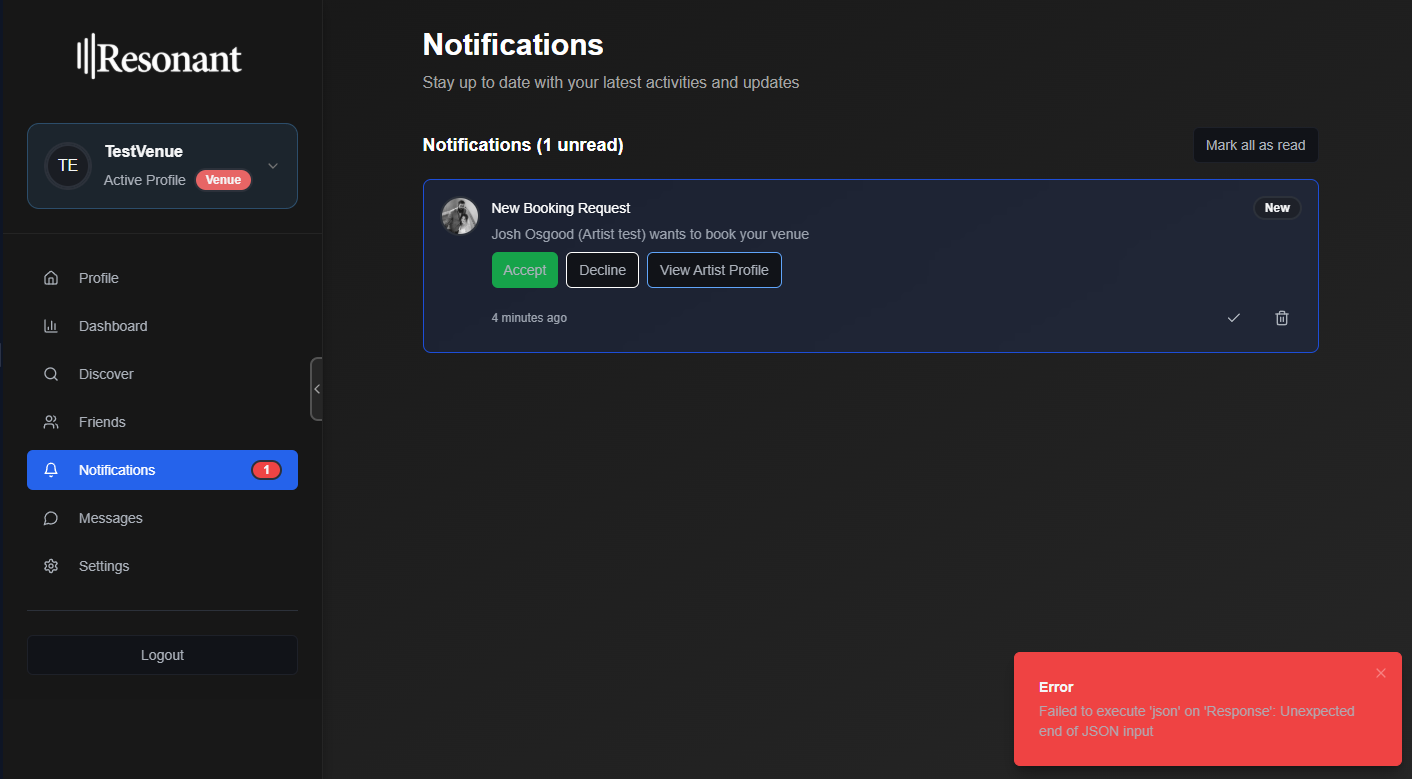 Resonant
TE
TestVenue
Active Profile
Venue
Profile
Dashboard
Discover
Friends
Notifications
1
Messages
Settings
Logout
Notifications
Stay up to date with your latest activities and updates
Notifications (1 unread)
Mark all as read
New Booking Request
New
Josh Osgood (Artist test) wants to book your venue
Accept
Decline
View Artist Profile
4 minutes ago
Error
Failed to execute 'json' on 'Response': Unexpected
end of JSON input